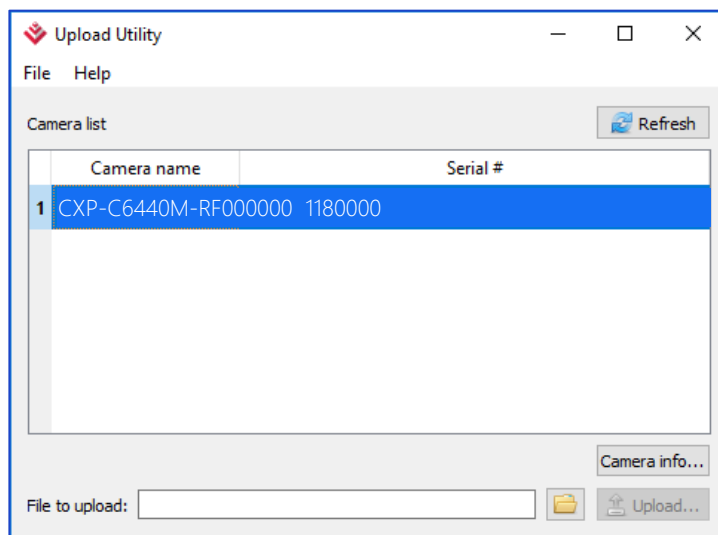 Upload Utility
File Help
Camera list
Refresh
Camera name Serial #
1 CXP-C6440M-RF000000 1180000
Camera info...
File to upload:
Upload...